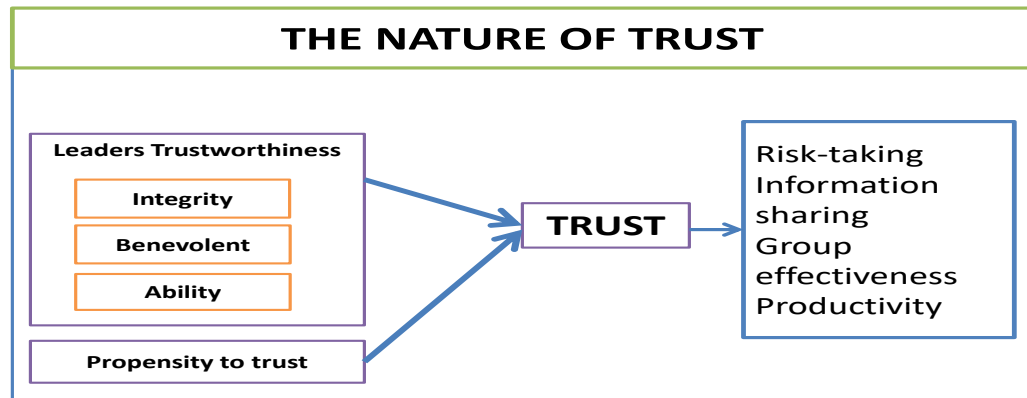 THE NATURE OF TRUST
Leaders Trustworthiness
Integrity
Benevolent
Ability
Propensity to trust
TRUST
Risk-taking
Information
sharing
Group
effectiveness
Productivity